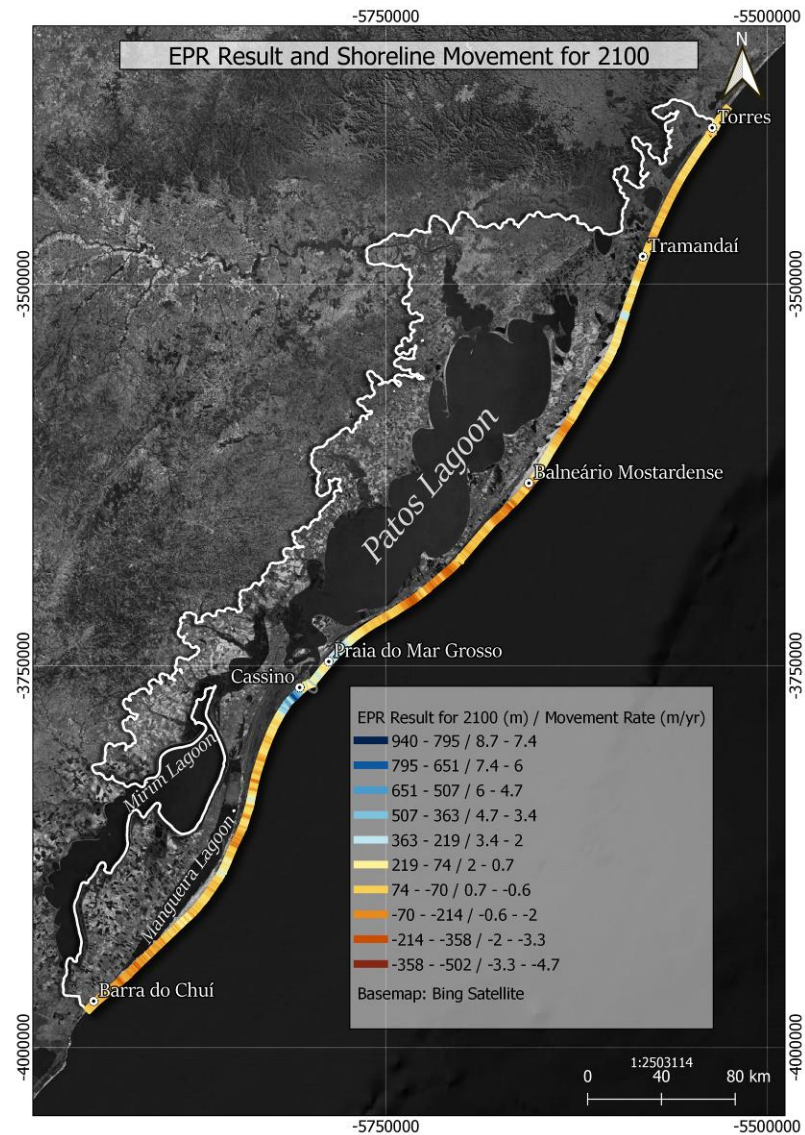 -5750000
-5500000
EPR Result and Shoreline Movement for 2100
N
Torres
Tramandaí
-3500000
-3500000
Patos Lagoon
Balneário Mostardense
-3750000
-3750000
Praia do Mar Grosso
Cassino
Mirim Lagoon
Mangueira Lagoon
EPR Result for 2100 (m) / Movement Rate (m/yr)
940 - 795 / 8.7 - 7.4
795 - 651 / 7.4 - 6
651 - 507 / 6 - 4.7
507 - 363 / 4.7 - 3.4
363 - 219 / 3.4 - 2
219 - 74 / 2 - 0.7
74 - -70 / 0.7 - -0.6
-70 - -214 / -0.6 - -2
-214 - -358 / -2 - -3.3
-358 - -502 / -3.3 - -4.7
Basemap: Bing Satellite
Barra do Chuí
-4000000
-4000000
1:2503114
0 40 80 km
-5750000
-5500000